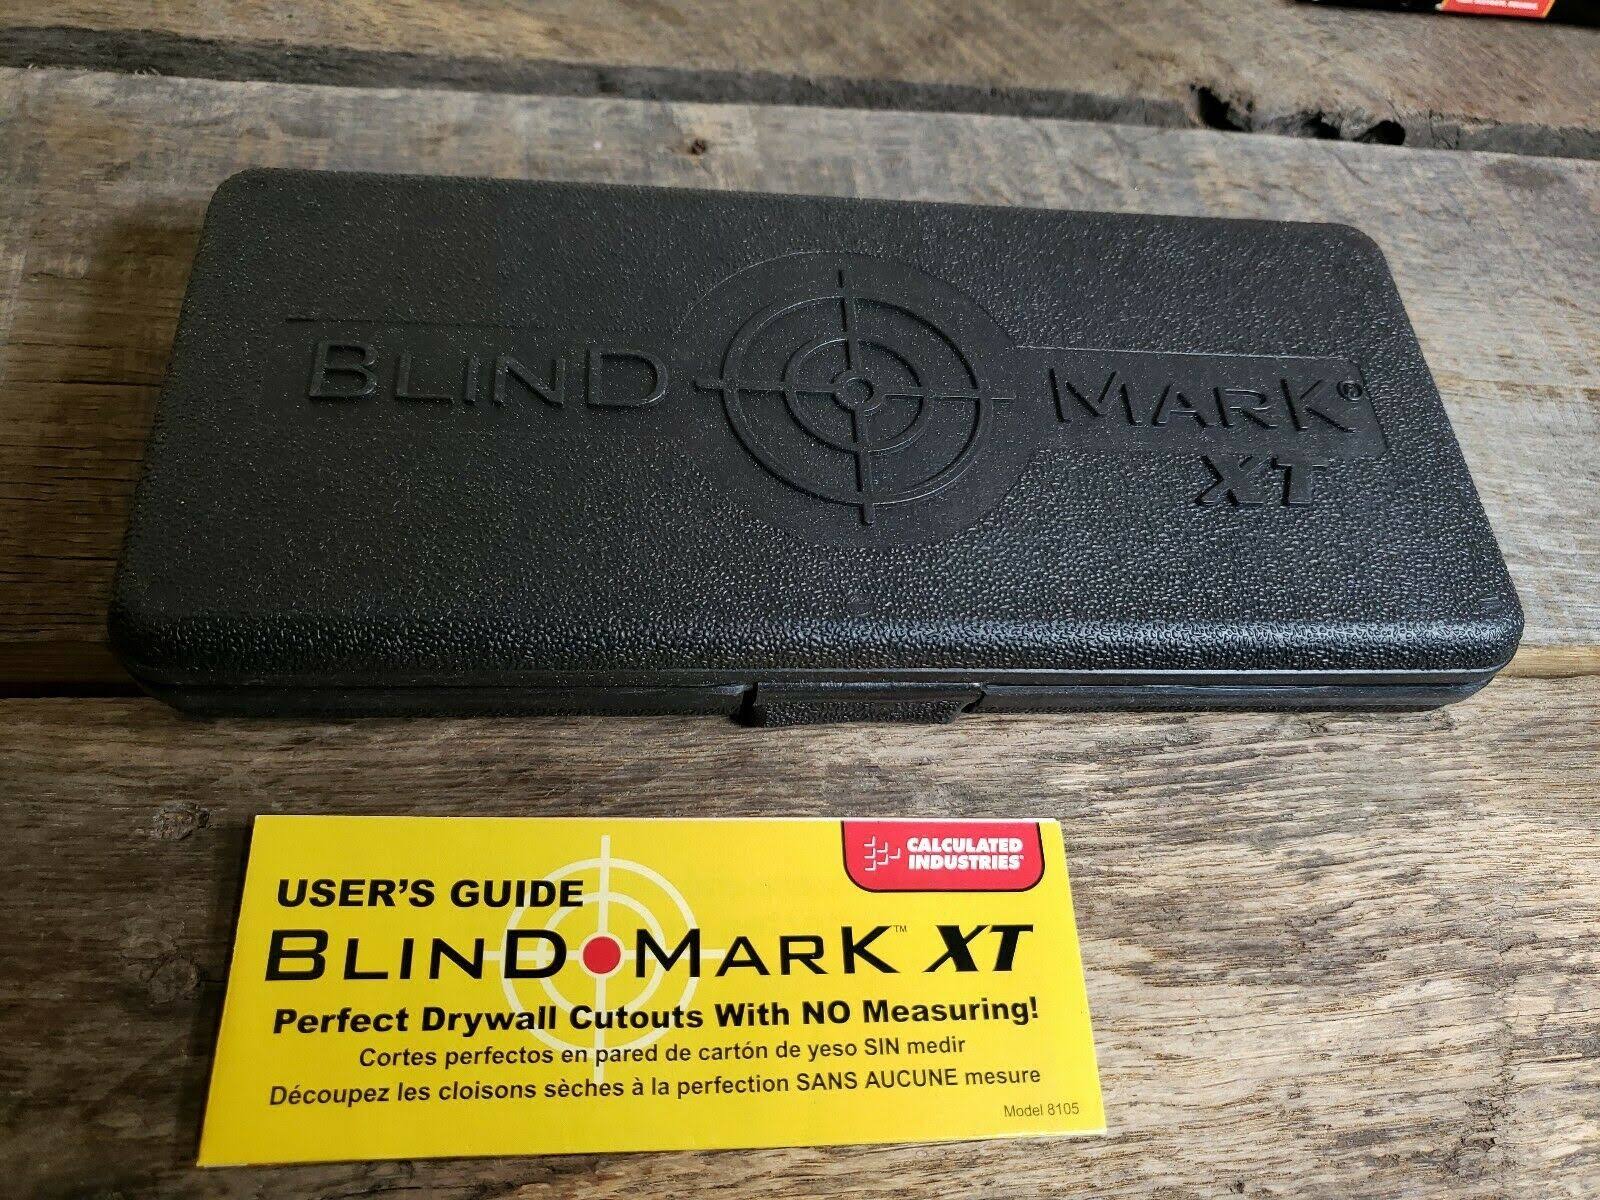 BLIND MARK®
XT
CALCULATED
INDUSTRIES
USER'S GUIDE
BLIND MARK™ XT
Perfect Drywall Cutouts With NO Measuring!
Cortes perfectos en pared de cartón de yeso SIN medir
Découpez les cloisons sèches à la perfection SANS AUCUNE mesure
Model 8105